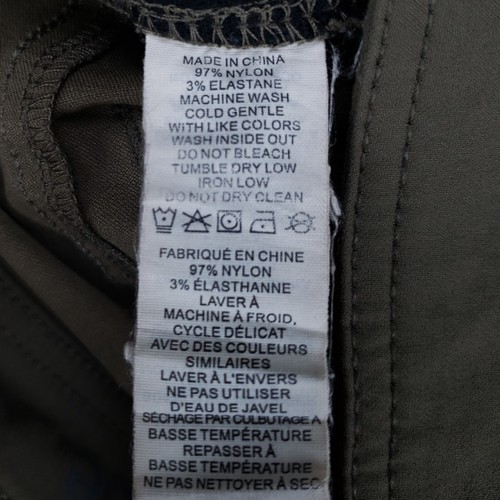 MADE IN CHINA
97% NYLON
3% ELASTANE
MACHINE WASH
COLD GENTLE
WITH LIKE COLORS
WASH INSIDE OUT
DO NOT BLEACH
TUMBLE DRY LOW
IRON LOW
DO NOT DRY CLEAN
FABRIQUÉ EN CHINE
97% NYLON
3% ÉLASTHANNE
LAVER À
MACHINE À FROID,
CYCLE DÉLICAT
AVEC DES COULEURS
SIMILAIRES
LAVER À L'ENVERS
NE PAS UTILISER
D'EAU DE JAVEL
SÉCHAGE PAR CULBUTAGE À
BASSE TEMPÉRATURE
REPASSER À
BASSE TEMPÉRATURE
NE PAS NETTOYER À SEC